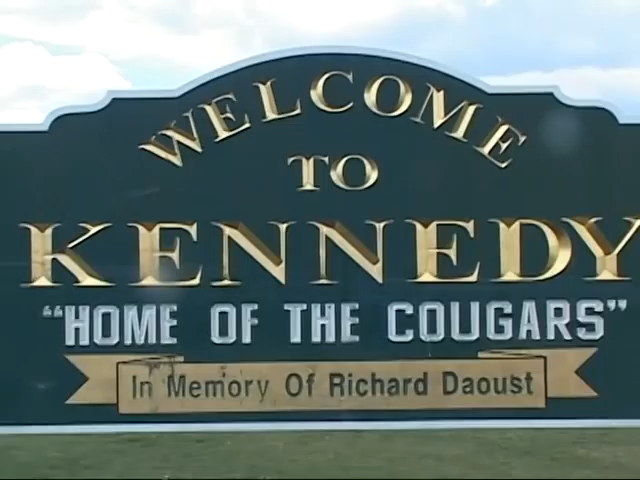 WELCOME
TO
KENNEDY
"HOME OF THE COUGARS"
In Memory Of Richard Daoust